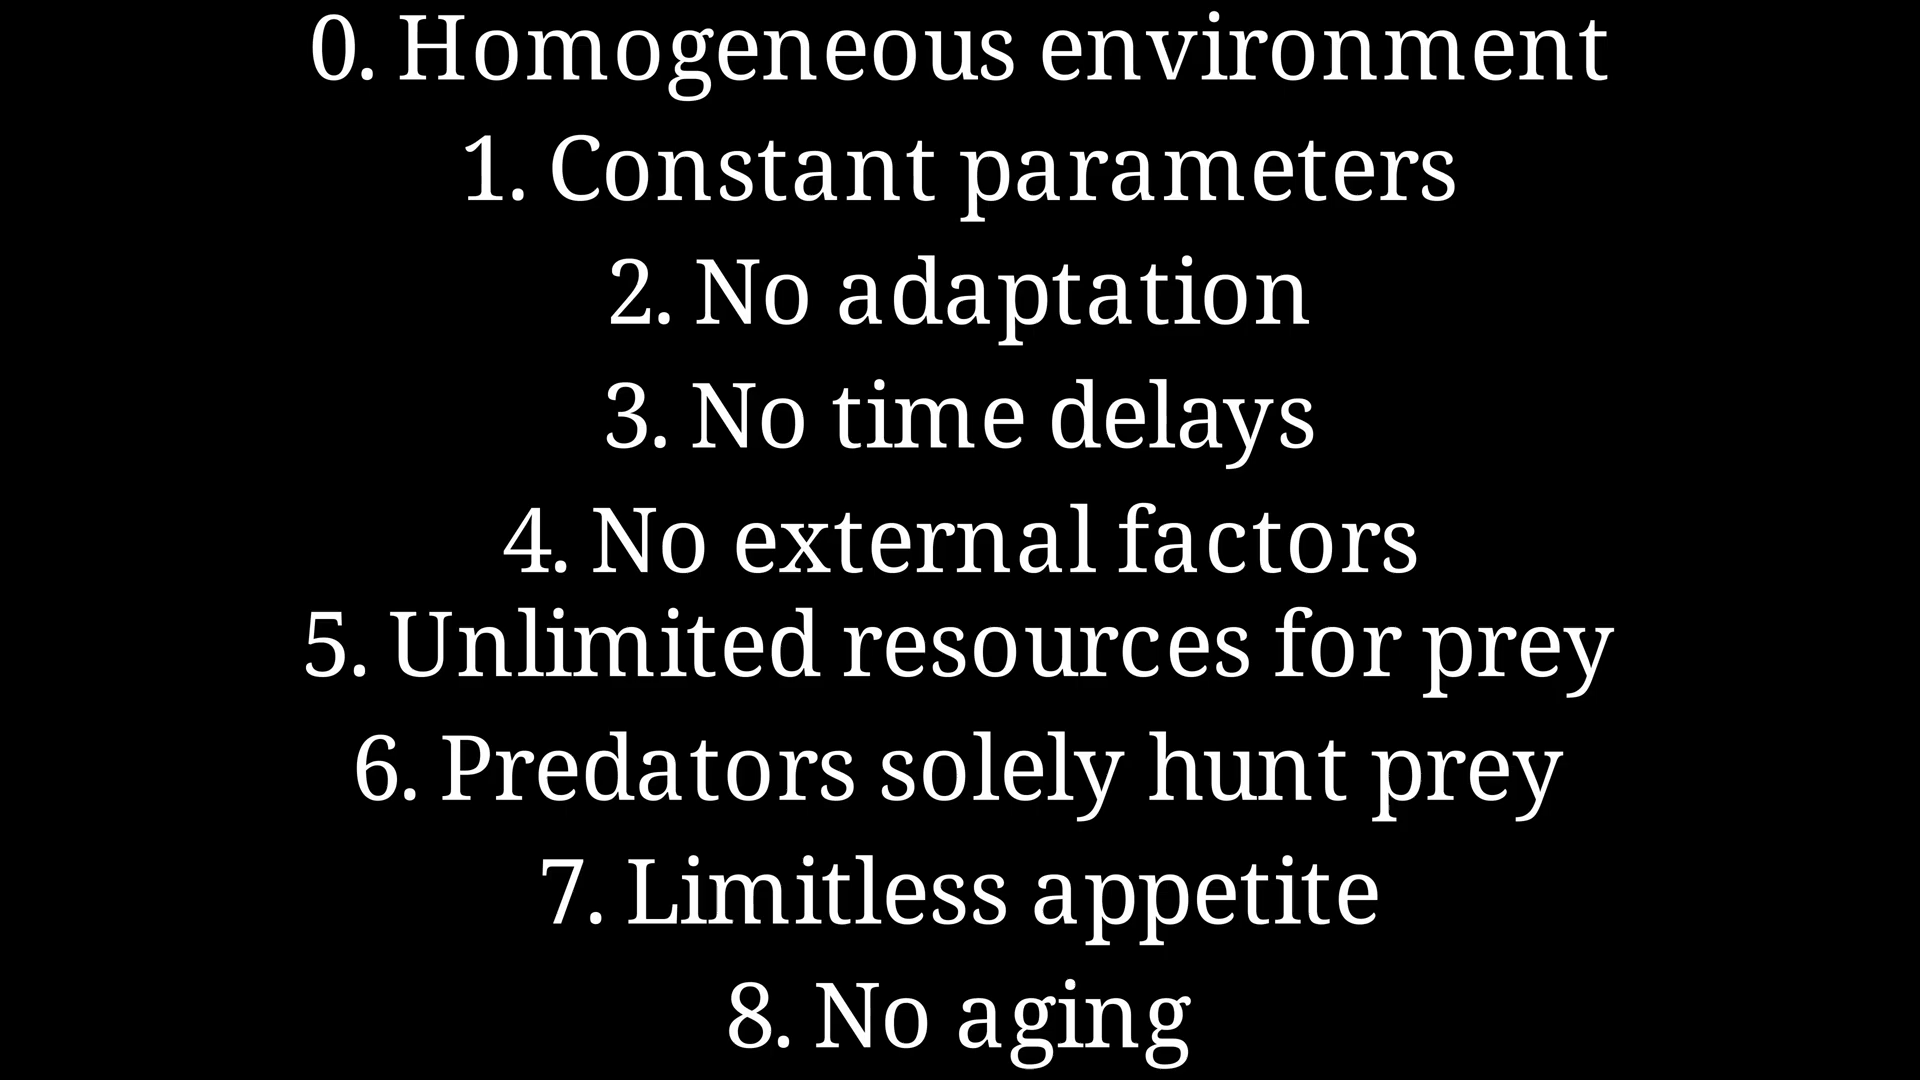 0. Homogeneous environment
1. Constant parameters
2. No adaptation
3. No time delays
4. No external factors
5. Unlimited resources for prey
6. Predators solely hunt prey
7. Limitless appetite
8. No aging